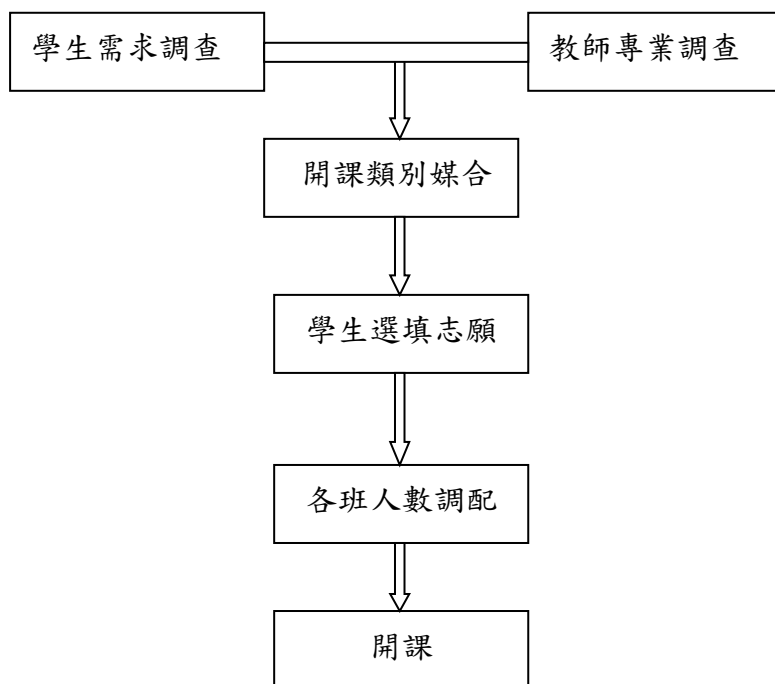 學生需求調查
教師專業調查
開課類別媒合
學生選填志願
各班人數調配
開課